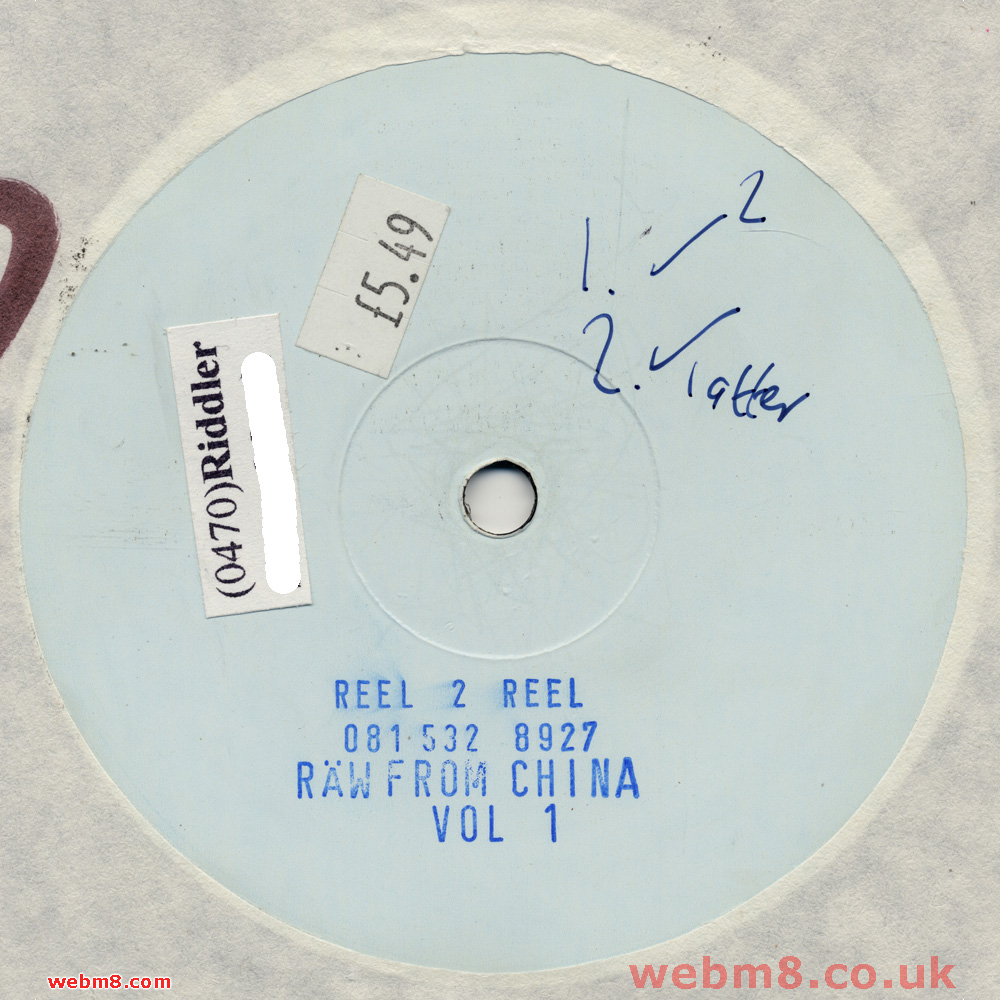 £5.49
1. ✓ 2
2. ✓ latter
(0470))Riddler
REEL 2 REEL
081 532 8927
RÄW FROM CHINA
VOL 1
webm8.com
webm8.co.uk